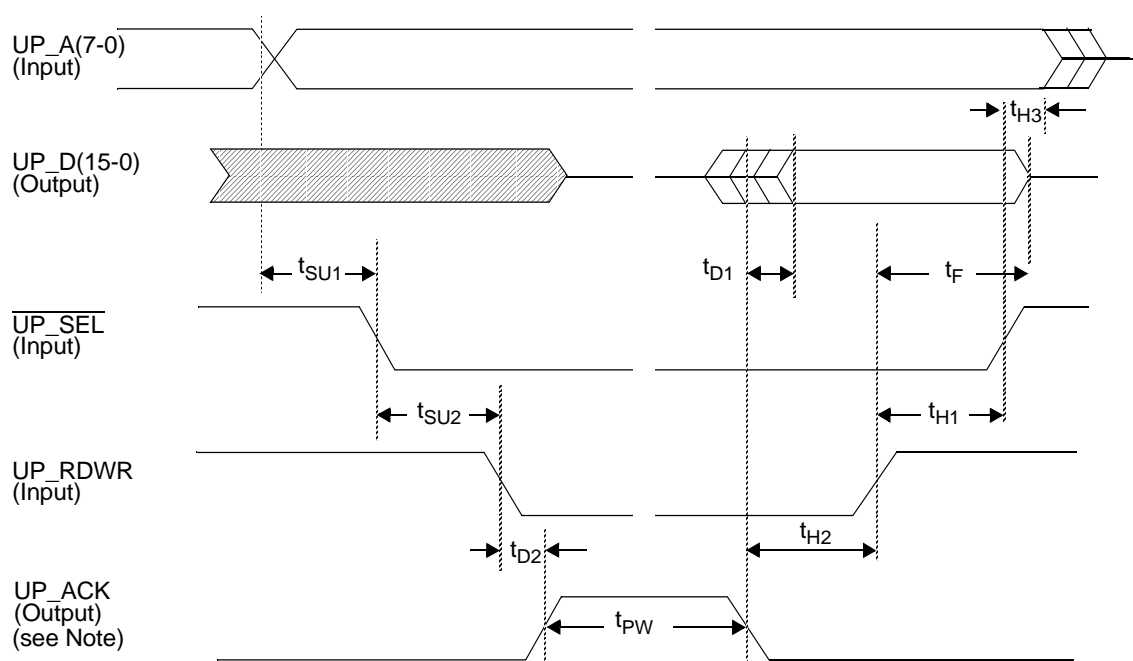 UP_A(7-0)
(Input)
tH3
UP_D(15-0)
(Output)
tSU1
tD1
tF
UP_SEL
(Input)
tSU2
tH1
UP_RDWR
(Input)
tD2
tH2
UP_ACK
(Output)
(see Note)
tPW